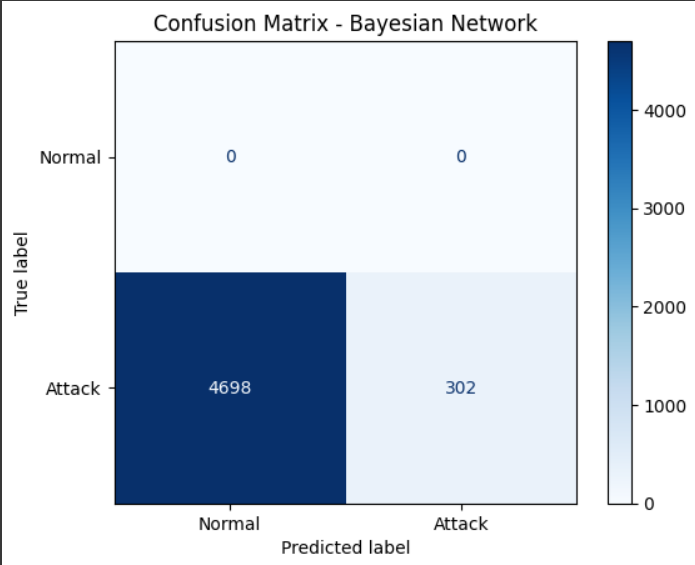 Confusion Matrix - Bayesian Network
Normal
0
0
4000
3000
True label
2000
Attack
4698
302
1000
0
Normal
Attack
Predicted label